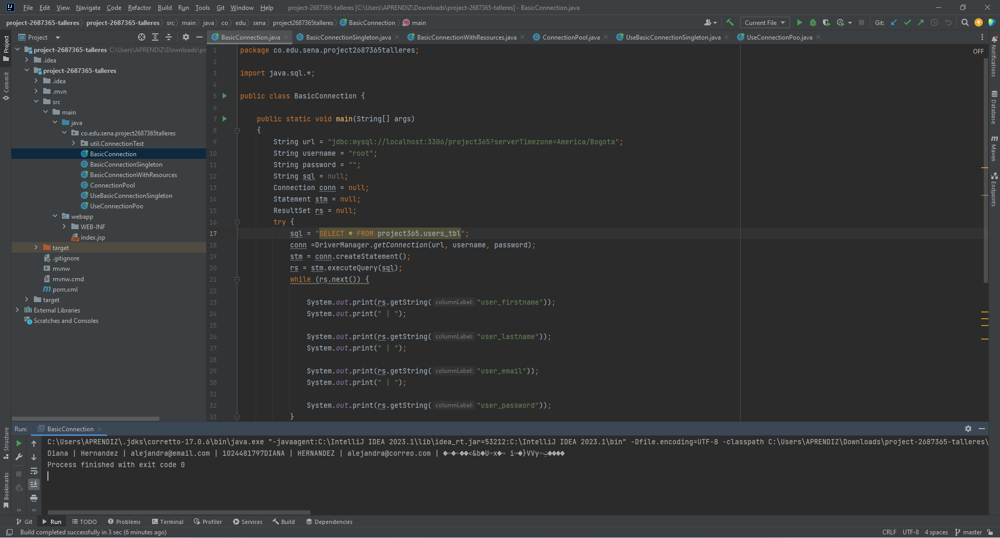 File Edit View Navigate Code Refactor Build Run Tools Git Window Help project-2687365-talleres [C:\Users\APRENDIZ\Downloads\project-2687365-talleres] - BasicConnection.java
project-2687365-talleres project-2687365-talleres src main java co edu sena project2687365talleres BasicConnection main Current File Git:
Project
BasicConnection.java BasicConnectionSingleton.java BasicConnectionWithResources.java ConnectionPool.java UseBasicConnectionSingleton.java UseConnectionPoo.java
Project
Commit
Structure
Bookmarks
project-2687365-talleres C:\Users\APRENDIZ\Downloads\pr
.idea
project-2687365-talleres
.idea
.mvn
src
main
java
co.edu.sena.project2687365talleres
util.ConnectionTest
BasicConnection
BasicConnectionSingleton
BasicConnectionWithResources
ConnectionPool
UseBasicConnectionSingleton
UseConnectionPoo
webapp
WEB-INF
index.jsp
target
.gitignore
mvnw
mvnw.cmd
pom.xml
target
External Libraries
Scratches and Consoles
OFF
1 package co.edu.sena.project2687365talleres;
2
3 import java.sql.*;
4
5 public class BasicConnection {
6
7 public static void main(String[] args)
8 {
9 String url = "jdbc:mysql://localhost:3306/project365?serverTimezone=America/Bogota";
10 String username = "root";
11 String password = "";
12 String sql = null;
13 Connection conn = null;
14 Statement stm = null;
15 ResultSet rs = null;
16 try {
17 sql = "SELECT * FROM project365.users_tbl";
18 conn =DriverManager.getConnection(url, username, password);
19 stm = conn.createStatement();
20 rs = stm.executeQuery(sql);
21 while (rs.next()) {
22
23 System.out.print(rs.getString( columnLabel: "user_firstname"));
24 System.out.print(" | ");
25
26 System.out.print(rs.getString( columnLabel: "user_lastname"));
27 System.out.print(" | ");
28
29 System.out.print(rs.getString( columnLabel: "user_email"));
30 System.out.print(" | ");
31
32 System.out.print(rs.getString( columnLabel: "user_password"));
33 }
Notifications
Database
Maven
Endpoints
Run: BasicConnection
C:\Users\APRENDIZ\.jdks\corretto-17.0.6\bin\java.exe "-javaagent:C:\IntelliJ IDEA 2023.1\lib\idea_rt.jar=53212:C:\IntelliJ IDEA 2023.1\bin" -Dfile.encoding=UTF-8 -classpath C:\Users\APRENDIZ\Downloads\project-2687365-talleres\
Diana | Hernandez | alejandra@email.com | 1024481797DIANA | HERNANDEZ | alejandra@correo.com |
Process finished with exit code 0
Git Run TODO Problems Terminal Profiler Services Build Dependencies
Build completed successfully in 3 sec (6 minutes ago) CRLF UTF-8 4 spaces master